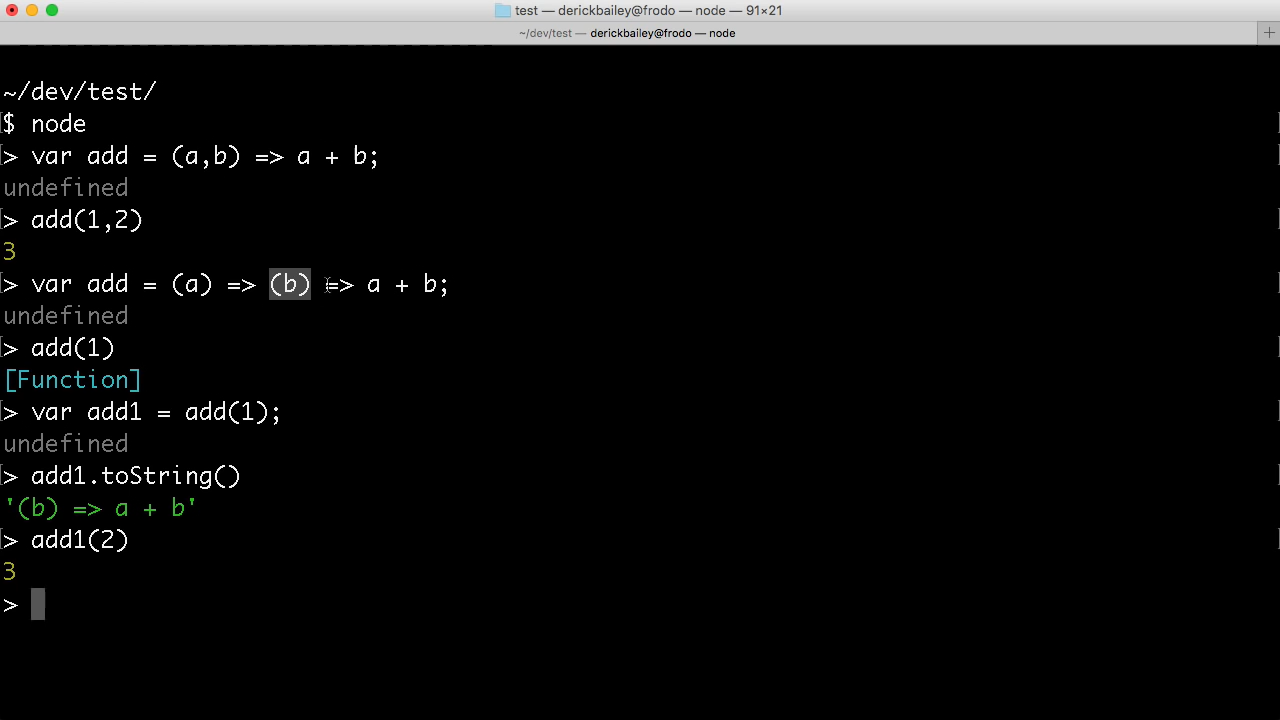 test — derickbailey@frodo — node — 91×21
~/dev/test — derickbailey@frodo — node
~/dev/test/
$ node
> var add = (a,b) => a + b;
undefined
> add(1,2)
3
> var add = (a) => (b) => a + b;
undefined
> add(1)
[Function]
> var add1 = add(1);
undefined
> add1.toString()
'(b) => a + b'
> add1(2)
3
>